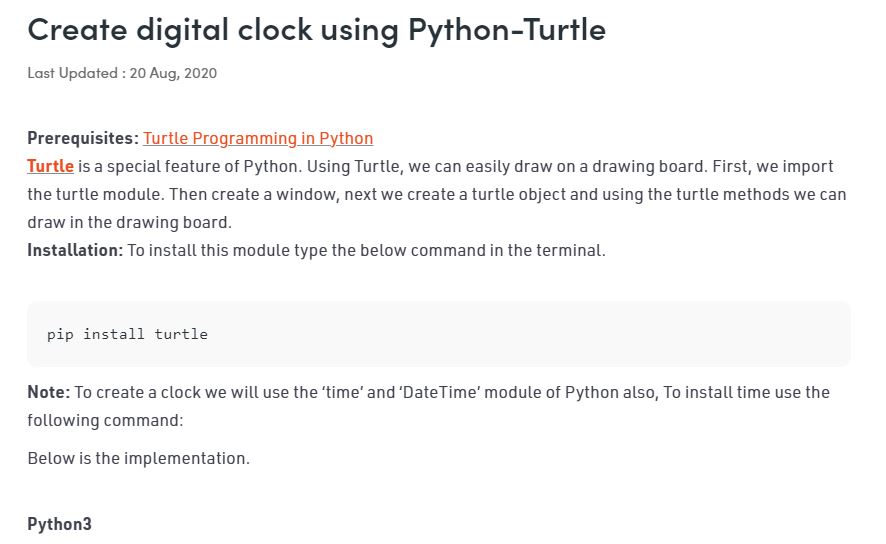 Create digital clock using Python-Turtle
Last Updated : 20 Aug, 2020
Prerequisites: Turtle Programming in Python
Turtle is a special feature of Python. Using Turtle, we can easily draw on a drawing board. First, we import
the turtle module. Then create a window, next we create a turtle object and using the turtle methods we can
draw in the drawing board.
Installation: To install this module type the below command in the terminal.
pip install turtle
Note: To create a clock we will use the ‘time’ and ‘DateTime’ module of Python also, To install time use the
following command:
Below is the implementation.
Python3